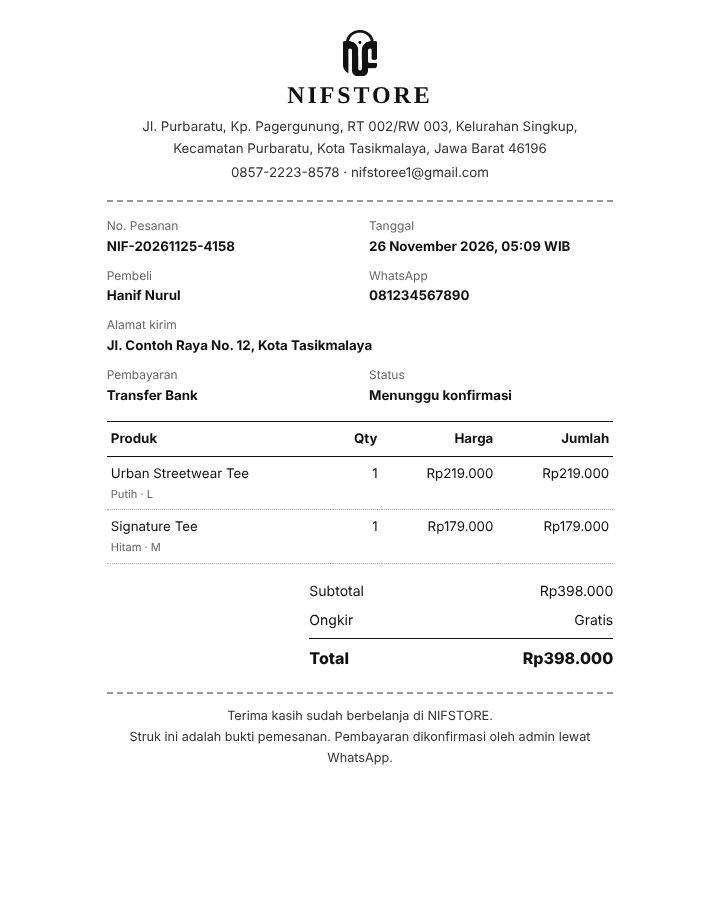 NIFSTORE
Jl. Purbaratu, Kp. Pagergunung, RT 002/RW 003, Kelurahan Singkup,
Kecamatan Purbaratu, Kota Tasikmalaya, Jawa Barat 46196
0857-2223-8578 · nifstoree1@gmail.com
No. Pesanan Tanggal
NIF-20261125-4158 26 November 2026, 05:09 WIB
Pembeli WhatsApp
Hanif Nurul 081234567890
Alamat kirim
Jl. Contoh Raya No. 12, Kota Tasikmalaya
Pembayaran Status
Transfer Bank Menunggu konfirmasi
Produk Qty Harga Jumlah
Urban Streetwear Tee 1 Rp219.000 Rp219.000
Putih · L
Signature Tee 1 Rp179.000 Rp179.000
Hitam · M
Subtotal Rp398.000
Ongkir Gratis
Total Rp398.000
Terima kasih sudah berbelanja di NIFSTORE.
Struk ini adalah bukti pemesanan. Pembayaran dikonfirmasi oleh admin lewat
WhatsApp.